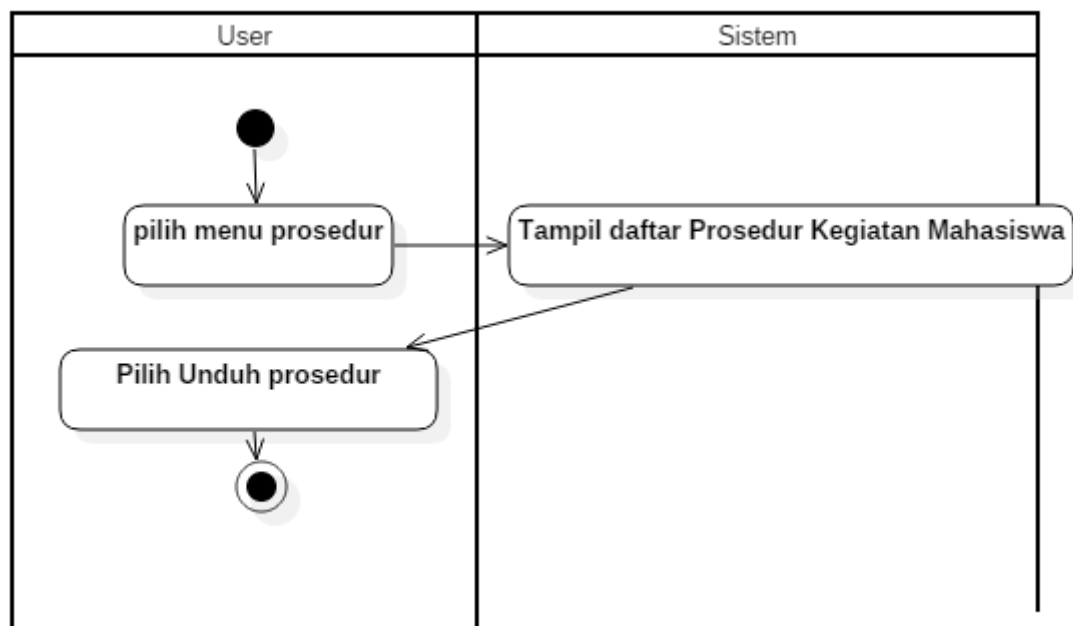 User
Sistem
pilih menu prosedur
Tampil daftar Prosedur Kegiatan Mahasiswa
Pilih Unduh prosedur